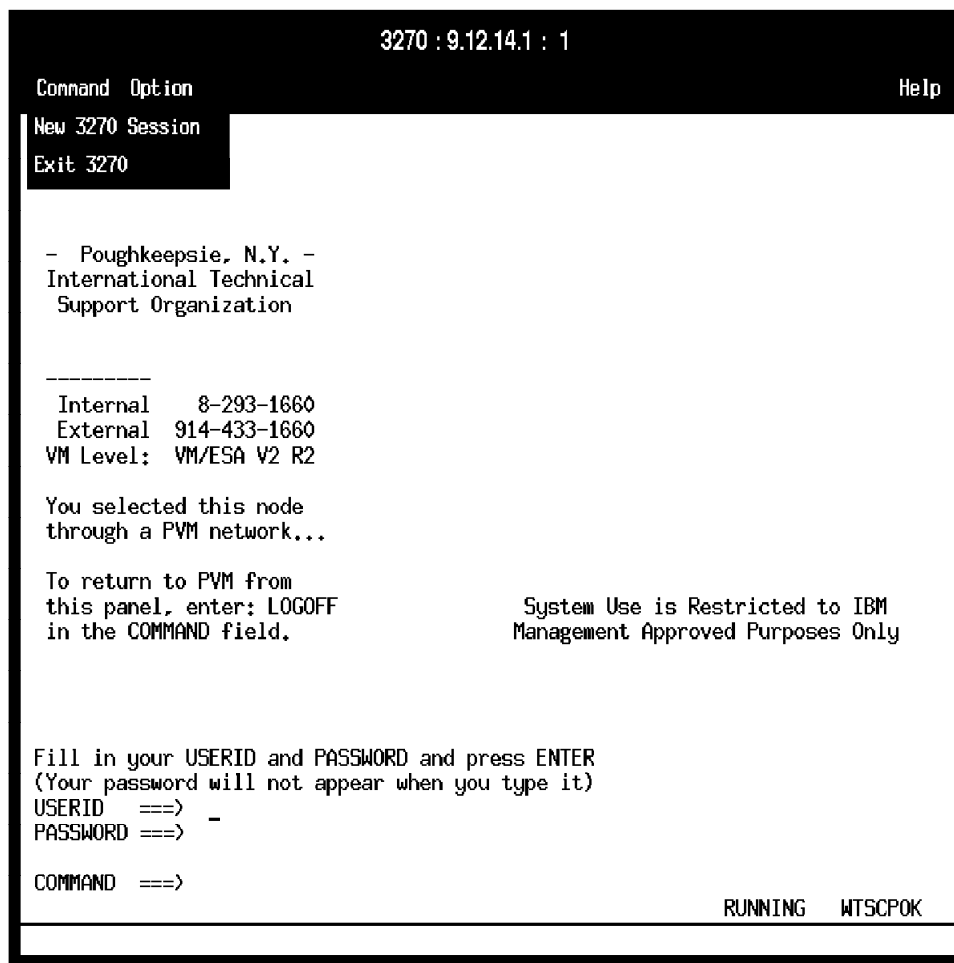 3270 : 9.12.14.1 : 1
Command Option Help
New 3270 Session
Exit 3270
- Poughkeepsie, N.Y. -
International Technical
Support Organization
---------
Internal 8-293-1660
External 914-433-1660
VM Level: VM/ESA V2 R2
You selected this node
through a PVM network...
To return to PVM from
this panel, enter: LOGOFF System Use is Restricted to IBM
in the COMMAND field. Management Approved Purposes Only
Fill in your USERID and PASSWORD and press ENTER
(Your password will not appear when you type it)
USERID ===> _
PASSWORD ===>
COMMAND ===>
RUNNING WTSCPOK